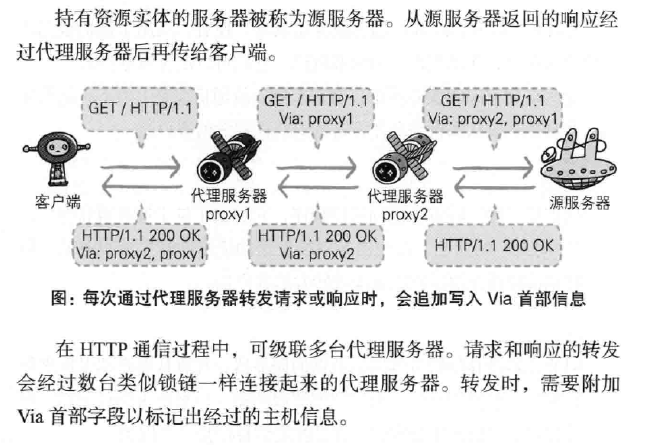 持有资源实体的服务器被称为源服务器。从源服务器返回的响应经
过代理服务器后再传给客户端。
GET / HTTP/1.1
GET / HTTP/1.1
Via: proxy1
GET / HTTP/1.1
Via: proxy2, proxy1
客户端
代理服务器
proxy1
代理服务器
proxy2
源服务器
HTTP/1.1 200 OK
Via: proxy2, proxy1
HTTP/1.1 200 OK
Via: proxy2
HTTP/1.1 200 OK
图：每次通过代理服务器转发请求或响应时，会追加写入 Via 首部信息
在 HTTP 通信过程中，可级联多台代理服务器。请求和响应的转发
会经过数台类似锁链一样连接起来的代理服务器。转发时，需要附加
Via 首部字段以标记出经过的主机信息。